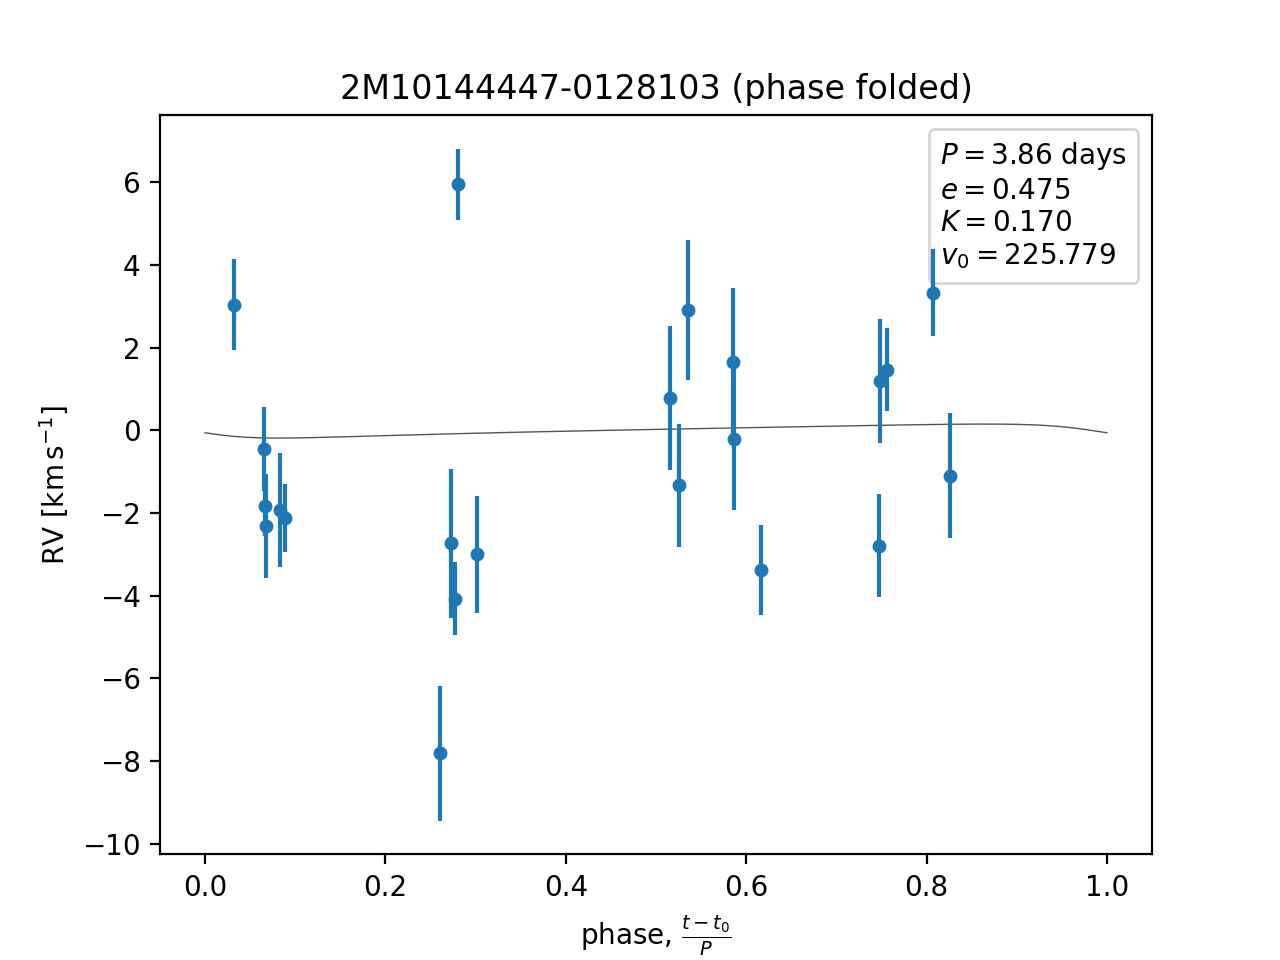 2M10144447-0128103 (phase folded)
P = 3.86 days
e = 0.475
K = 0.170
v₀ = 225.779
RV [km s⁻¹]
6
4
2
0
−2
−4
−6
−8
−10
0.0 0.2 0.4 0.6 0.8 1.0
phase, (t − t₀)/P